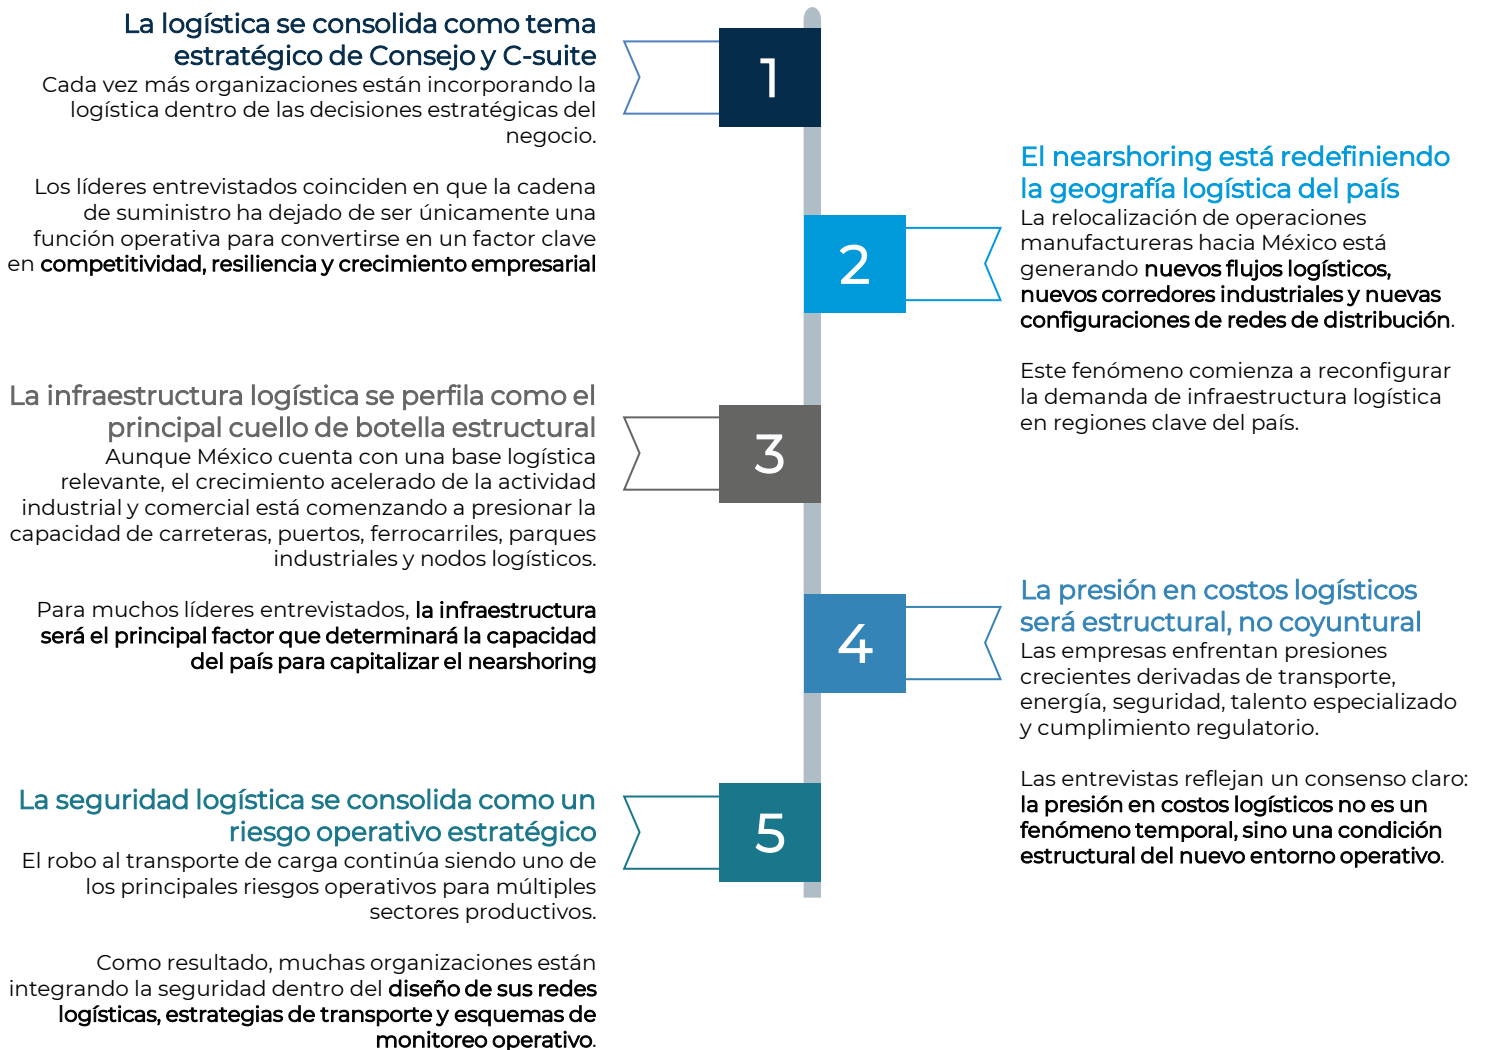 La logística se consolida como tema
estratégico de Consejo y C-suite
Cada vez más organizaciones están incorporando la
logística dentro de las decisiones estratégicas del
negocio.
Los líderes entrevistados coinciden en que la cadena
de suministro ha dejado de ser únicamente una
función operativa para convertirse en un factor clave
en competitividad, resiliencia y crecimiento empresarial
1
El nearshoring está redefiniendo
la geografía logística del país
La relocalización de operaciones
manufactureras hacia México está
generando nuevos flujos logísticos,
nuevos corredores industriales y nuevas
configuraciones de redes de distribución.
Este fenómeno comienza a reconfigurar
la demanda de infraestructura logística
en regiones clave del país.
2
La infraestructura logística se perfila como el
principal cuello de botella estructural
Aunque México cuenta con una base logística
relevante, el crecimiento acelerado de la actividad
industrial y comercial está comenzando a presionar la
capacidad de carreteras, puertos, ferrocarriles, parques
industriales y nodos logísticos.
Para muchos líderes entrevistados, la infraestructura
será el principal factor que determinará la capacidad
del país para capitalizar el nearshoring
3
La presión en costos logísticos
será estructural, no coyuntural
Las empresas enfrentan presiones
crecientes derivadas de transporte,
energía, seguridad, talento especializado
y cumplimiento regulatorio.
Las entrevistas reflejan un consenso claro:
la presión en costos logísticos no es un
fenómeno temporal, sino una condición
estructural del nuevo entorno operativo.
4
La seguridad logística se consolida como un
riesgo operativo estratégico
El robo al transporte de carga continúa siendo uno de
los principales riesgos operativos para múltiples
sectores productivos.
Como resultado, muchas organizaciones están
integrando la seguridad dentro del diseño de sus redes
logísticas, estrategias de transporte y esquemas de
monitoreo operativo.
5